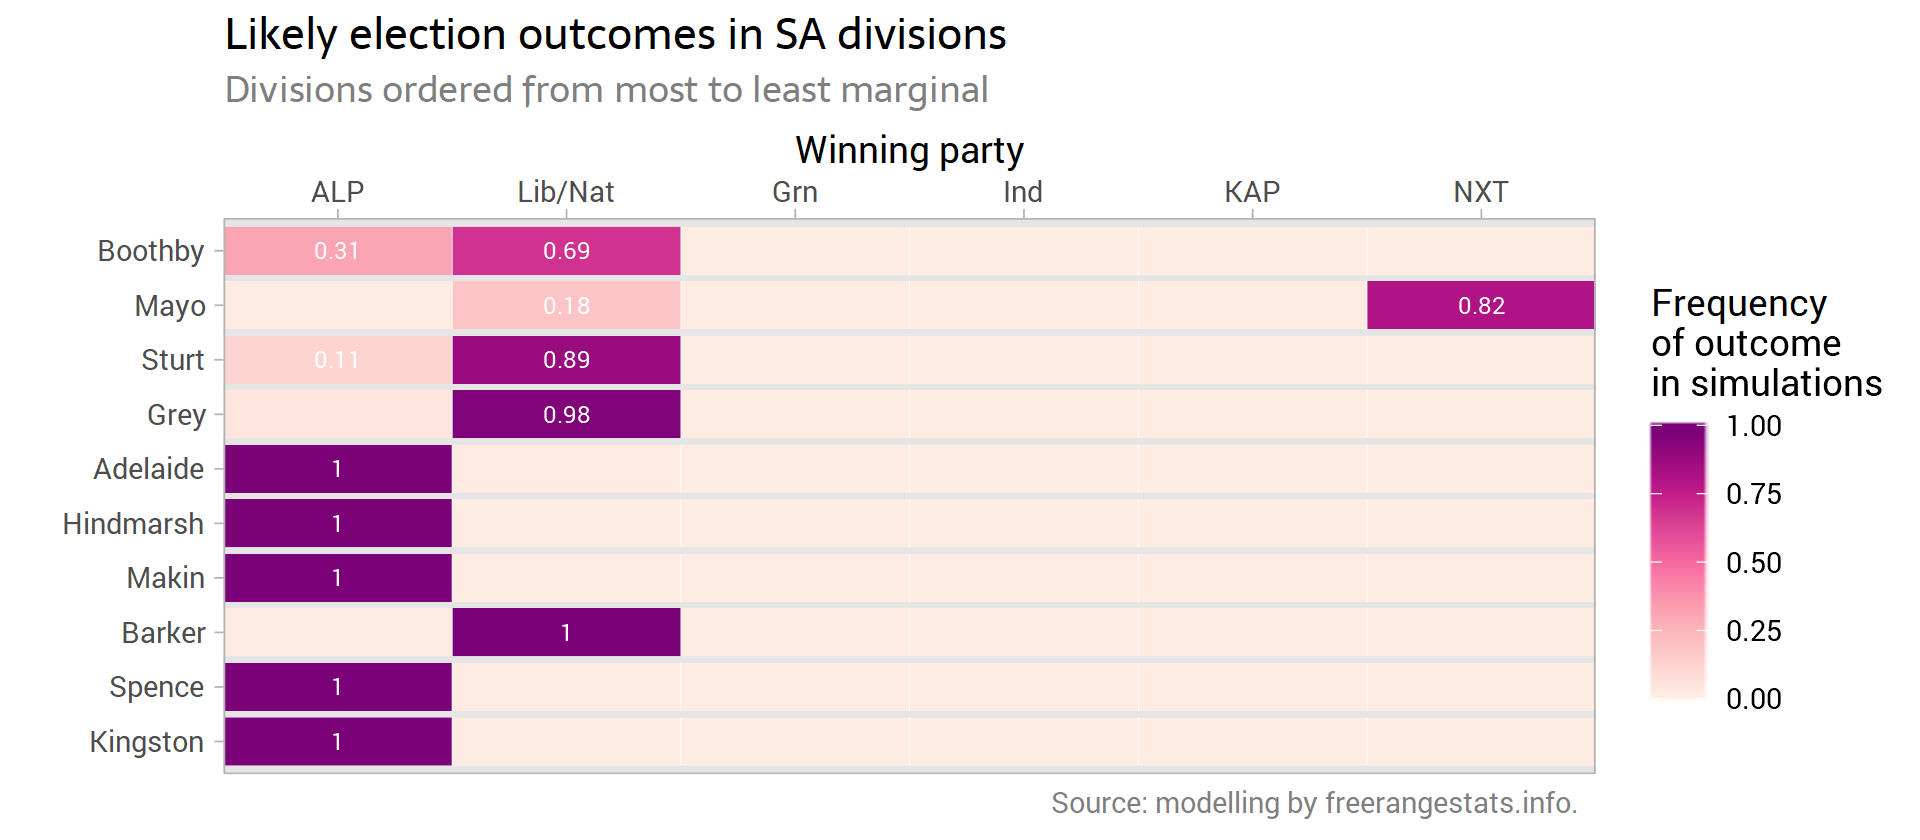 Likely election outcomes in SA divisions
Divisions ordered from most to least marginal
Winning party
ALP Lib/Nat Grn Ind KAP NXT
Boothby 0.31 0.69
Mayo 0.18 0.82
Sturt 0.11 0.89
Grey 0.98
Adelaide 1
Hindmarsh 1
Makin 1
Barker 1
Spence 1
Kingston 1
Frequency
of outcome
in simulations
1.00
0.75
0.50
0.25
0.00
Source: modelling by freerangestats.info.